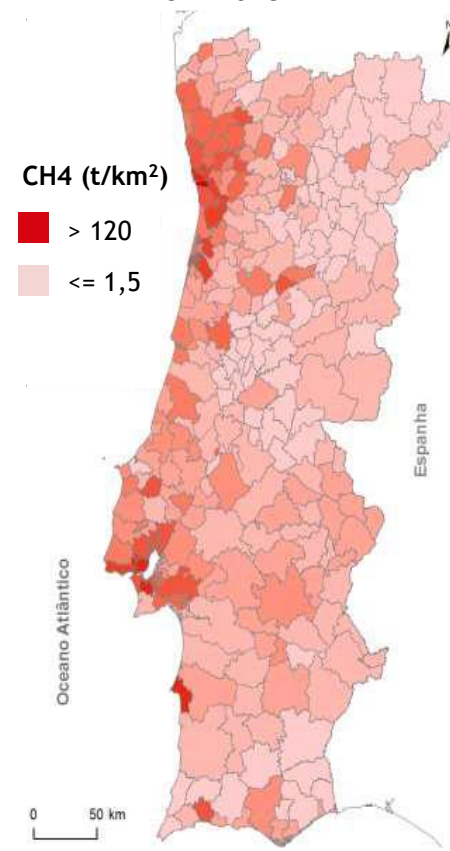 N
CH4 (t/km²)
> 120
<= 1,5
Espanha
Oceano Atlântico
0 50 km